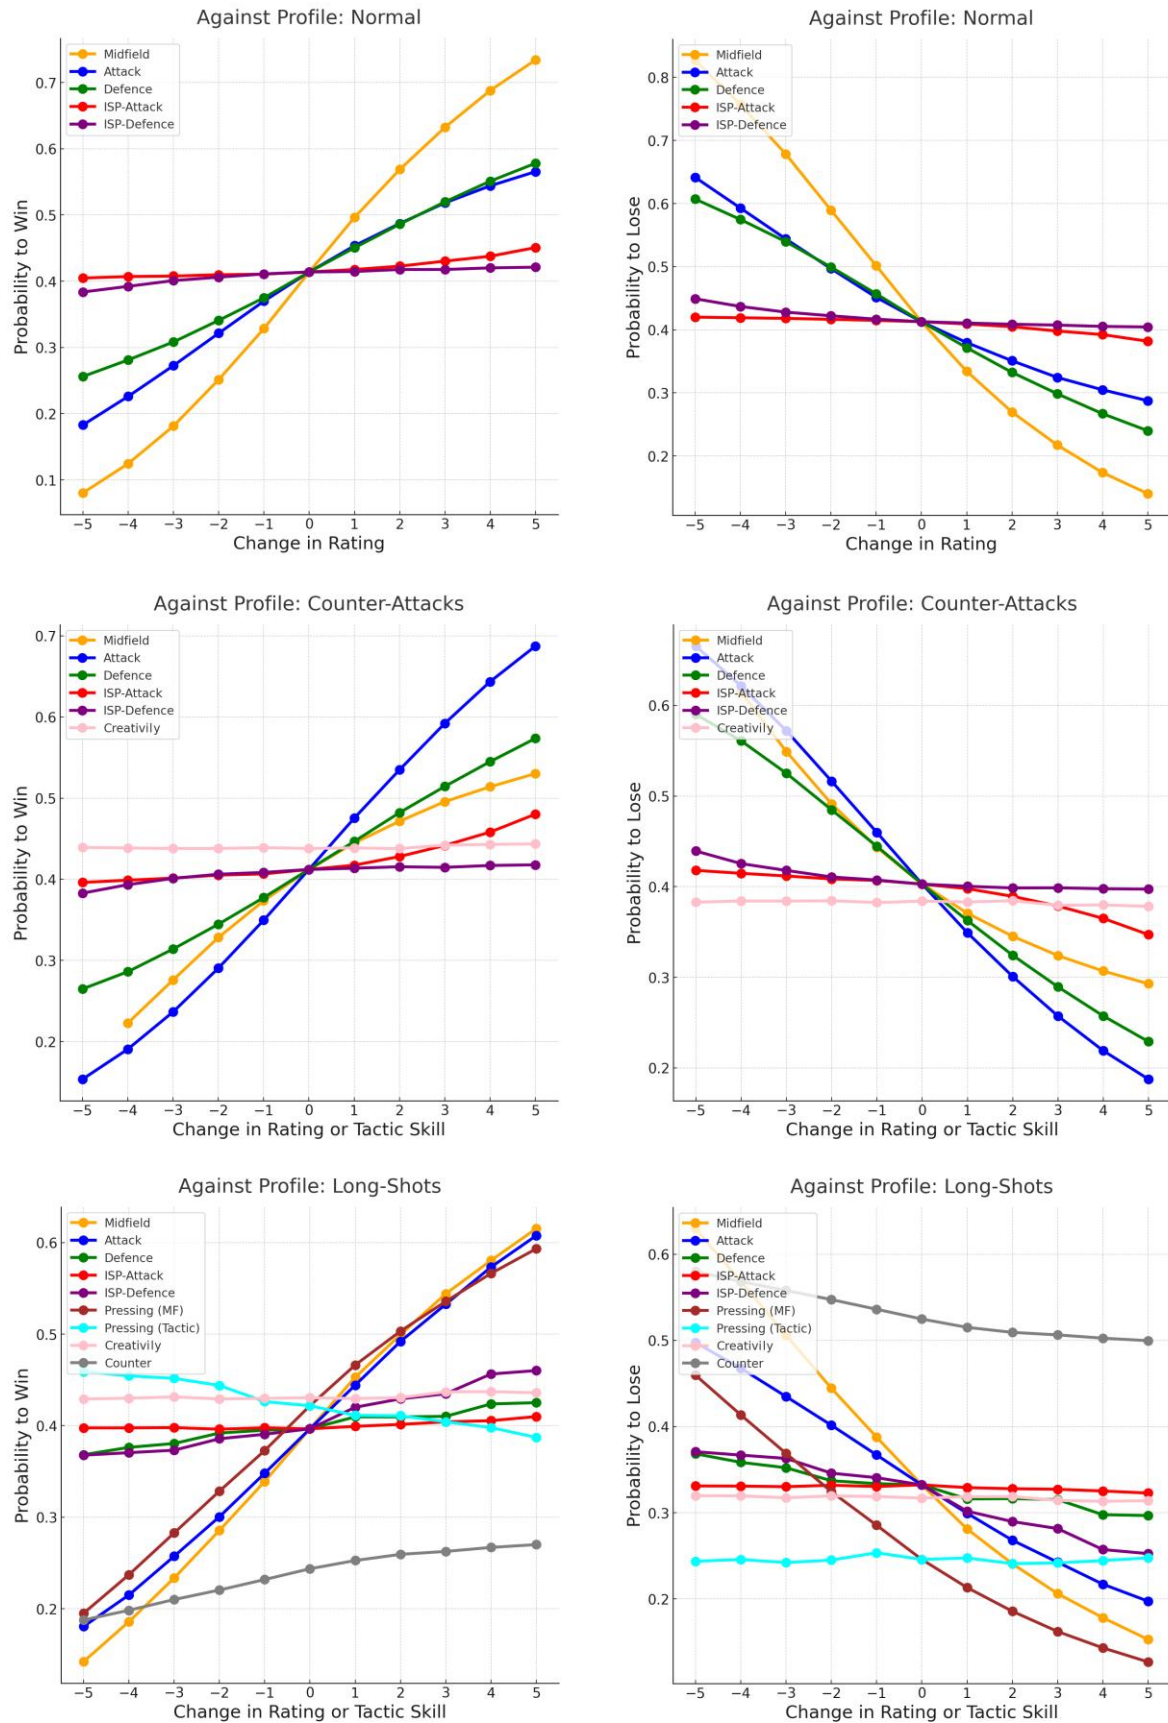 Against Profile: Normal
Midfield
Attack
Defence
ISP-Attack
ISP-Defence
Probability to Win
0.7
0.6
0.5
0.4
0.3
0.2
0.1
−5 −4 −3 −2 −1 0 1 2 3 4 5
Change in Rating
Against Profile: Normal
Midfield
Attack
Defence
ISP-Attack
ISP-Defence
Probability to Lose
0.8
0.7
0.6
0.5
0.4
0.3
0.2
−5 −4 −3 −2 −1 0 1 2 3 4 5
Change in Rating
Against Profile: Counter-Attacks
Midfield
Attack
Defence
ISP-Attack
ISP-Defence
Creativily
Probability to Win
0.7
0.6
0.5
0.4
0.3
0.2
−5 −4 −3 −2 −1 0 1 2 3 4 5
Change in Rating or Tactic Skill
Against Profile: Counter-Attacks
Midfield
Attack
Defence
ISP-Attack
ISP-Defence
Creativily
Probability to Lose
0.6
0.5
0.4
0.3
0.2
−5 −4 −3 −2 −1 0 1 2 3 4 5
Change in Rating or Tactic Skill
Against Profile: Long-Shots
Midfield
Attack
Defence
ISP-Attack
ISP-Defence
Pressing (MF)
Pressing (Tactic)
Creativily
Counter
Probability to Win
0.6
0.5
0.4
0.3
0.2
−5 −4 −3 −2 −1 0 1 2 3 4 5
Change in Rating or Tactic Skill
Against Profile: Long-Shots
Midfield
Attack
Defence
ISP-Attack
ISP-Defence
Pressing (MF)
Pressing (Tactic)
Creativily
Counter
Probability to Lose
0.6
0.5
0.4
0.3
0.2
−5 −4 −3 −2 −1 0 1 2 3 4 5
Change in Rating or Tactic Skill